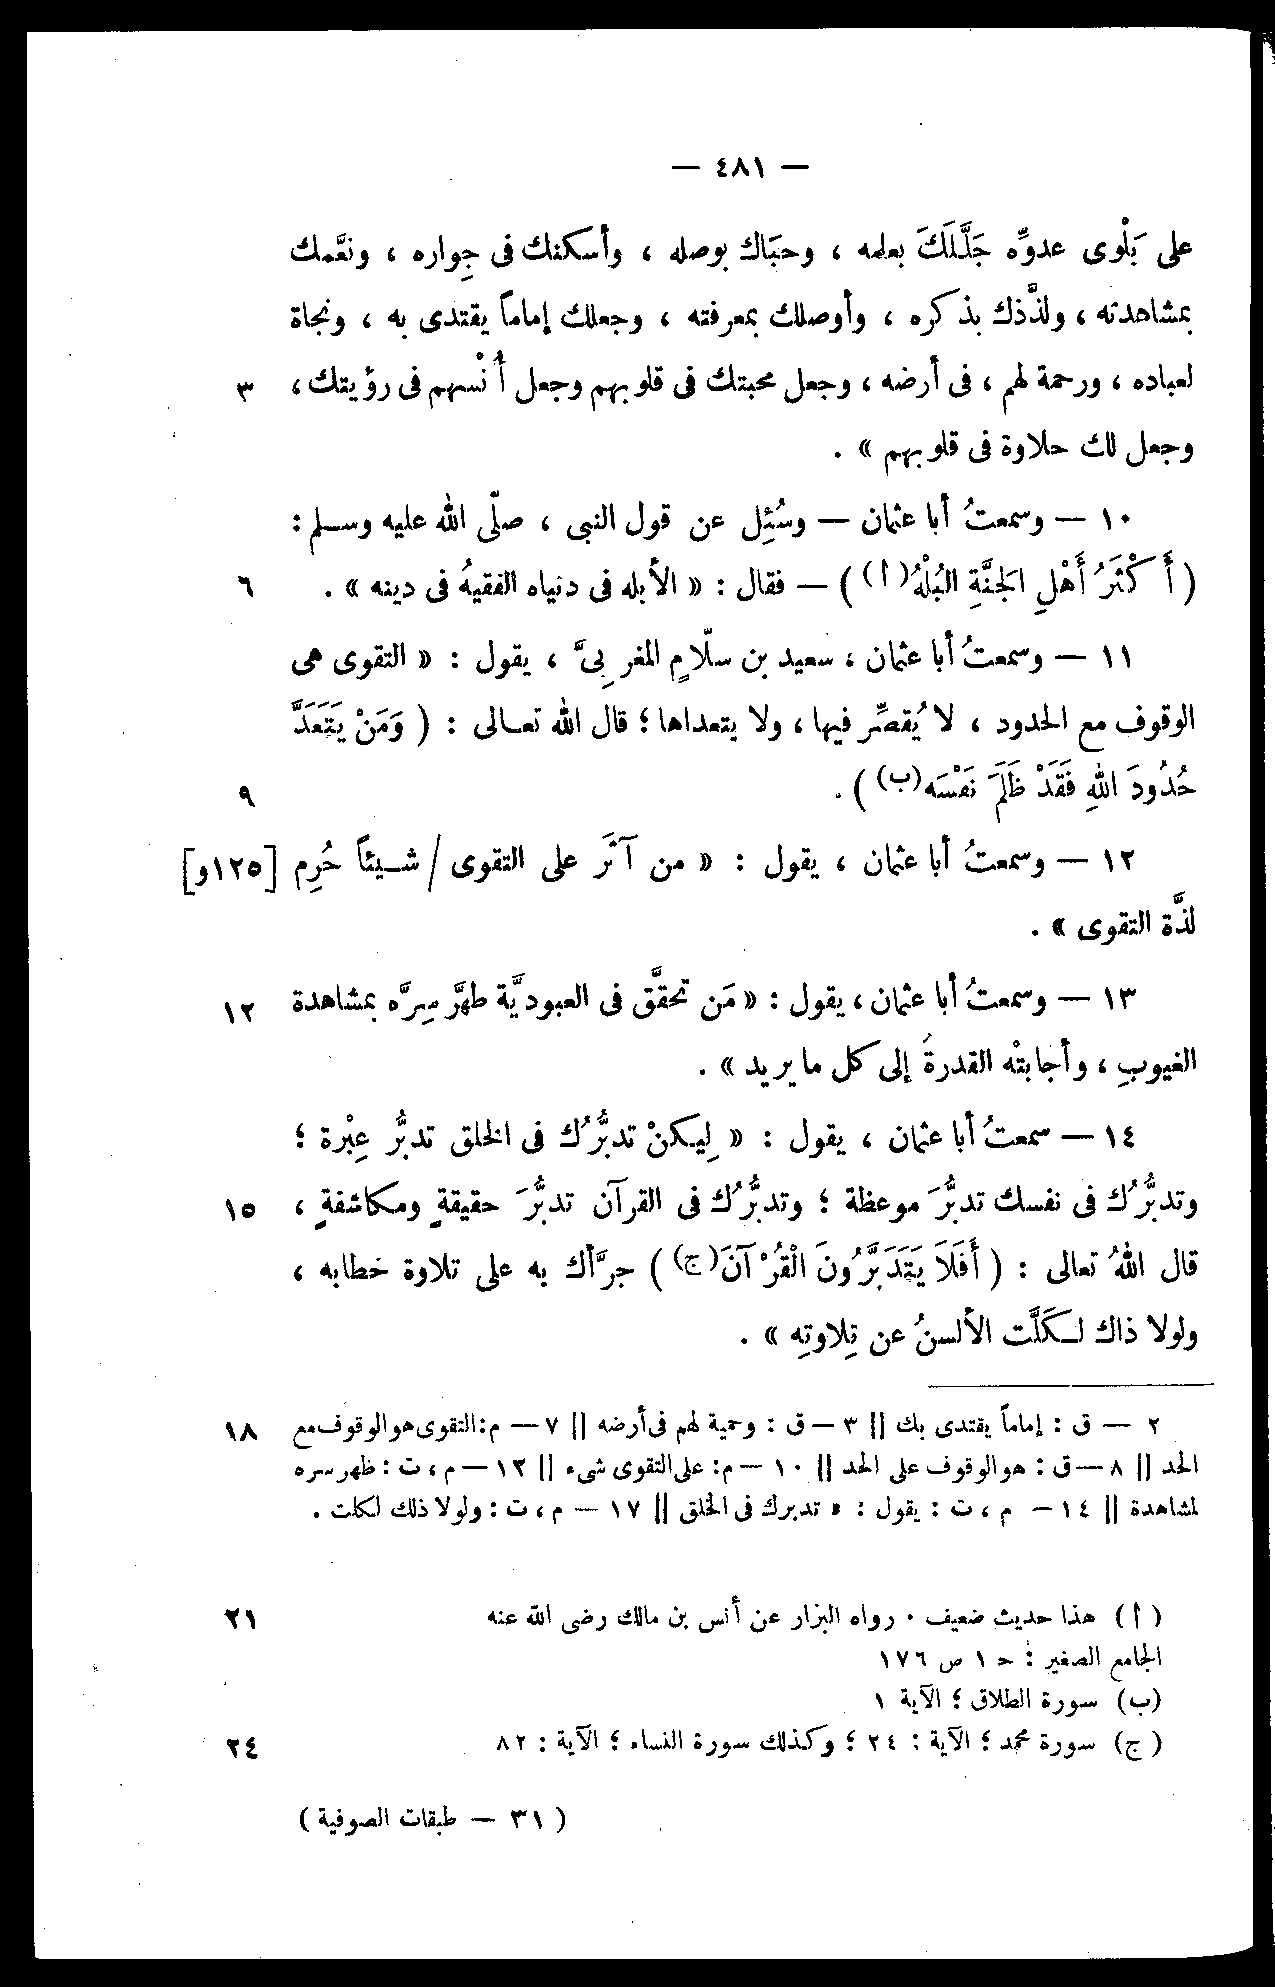 — ٤٨١ —
على بَلْوى عدوِّه جَلَّلَكَ بعلمه ، وحبَاك بوصله ، وأسكنك فى جِواره ، ونعَّمك
بمشاهدته ، ولذَّذك بذكره ، وأوصلك بمعرفته ، وجعلك إماماً يقتدى به ، ونجاة
لعباده ، ورحمة لهم ، فى أرضه ، وجعل محبتك فى قلوبهم وجعل أُنْسهم فى رؤيتك ، ٣
وجعل لك حلاوة فى قلوبهم » .
١٠ — وسمعتُ أبا عثمان — وسُئِل عن قول النبى ، صلّى الله عليه وسلم :
( أَكْثَرُ أَهْلِ الجَنَّةِ البُلْهُ(أ) ) — فقال : « الأبله فى دنياه الفقيهُ فى دينه » . ٦
١١ — وسمعتُ أبا عثمان ، سعيد بن سلّامٍ المغربِىَّ ، يقول : « التقوى هى
الوقوف مع الحدود ، لا يُقصِّر فيها ، ولا يتعداها ؛ قال الله تعالى : ( وَمَنْ يَتَعَدَّ
حُدُودَ اللهِ فَقَدْ ظَلَمَ نَفْسَه(ب) ) . ٩
١٢ — وسمعتُ أبا عثمان ، يقول : « من آثَر على التقوى / شيئاً حُرِم [١٢٥و]
لذَّة التقوى » .
١٣ — وسمعتُ أبا عثمان ، يقول : « مَن تحقَّق فى العبوديَّة طهَّر سِرَّه بمشاهدة ١٢
الغيوبِ ، وأجابتْه القدرةُ إلى كل ما يريد » .
١٤ — سمعتُ أبا عثمان ، يقول : « لِيكنْ تدبُّرُك فى الخلق تدبُّر عِبْرة ؛
وتدبُّرُك فى نفسك تدبُّرَ موعظة ؛ وتدبُّرُك فى القرآن تدبُّرَ حقيقةٍ ومكاشفةٍ ، ١٥
قال اللهُ تعالى : ( أَفَلَا يَتَدَبَّرُونَ الْقُرْآنَ(ج) ) جرَّأك به على تلاوة خطابه ،
ولولا ذاك لكَلَّت الألسنُ عن تِلاوتِه » .
٢ — ق : إماماً يقتدى بك || ٣ — ق : وحمية لهم فى أرضه || ٧ — م : التقوى هو الوقوف مع ١٨
الحد || ٨ — ق : هو الوقوف على الحد || ١٠ — م : على التقوى شىء || ١٢ — م ، ت : ظهر سره
لمشاهدة || ١٤ — م ، ت : يقول : « تدبرك فى الخلق || ١٧ — م ، ت : ولولا ذلك لكلت .
( أ ) هذا حديث ضعيف . رواه البزار عن أنس بن مالك رضى الله عنه ٢١
الجامع الصغير : ح ١ ص ١٧٦
(ب) سورة الطلاق ؛ الآية ١
( ج) سورة محمد ؛ الآية : ٢٤ ؛ وكذلك سورة النساء ؛ الآية : ٨٢ ٢٤
( ٣١ — طبقات الصوفية )